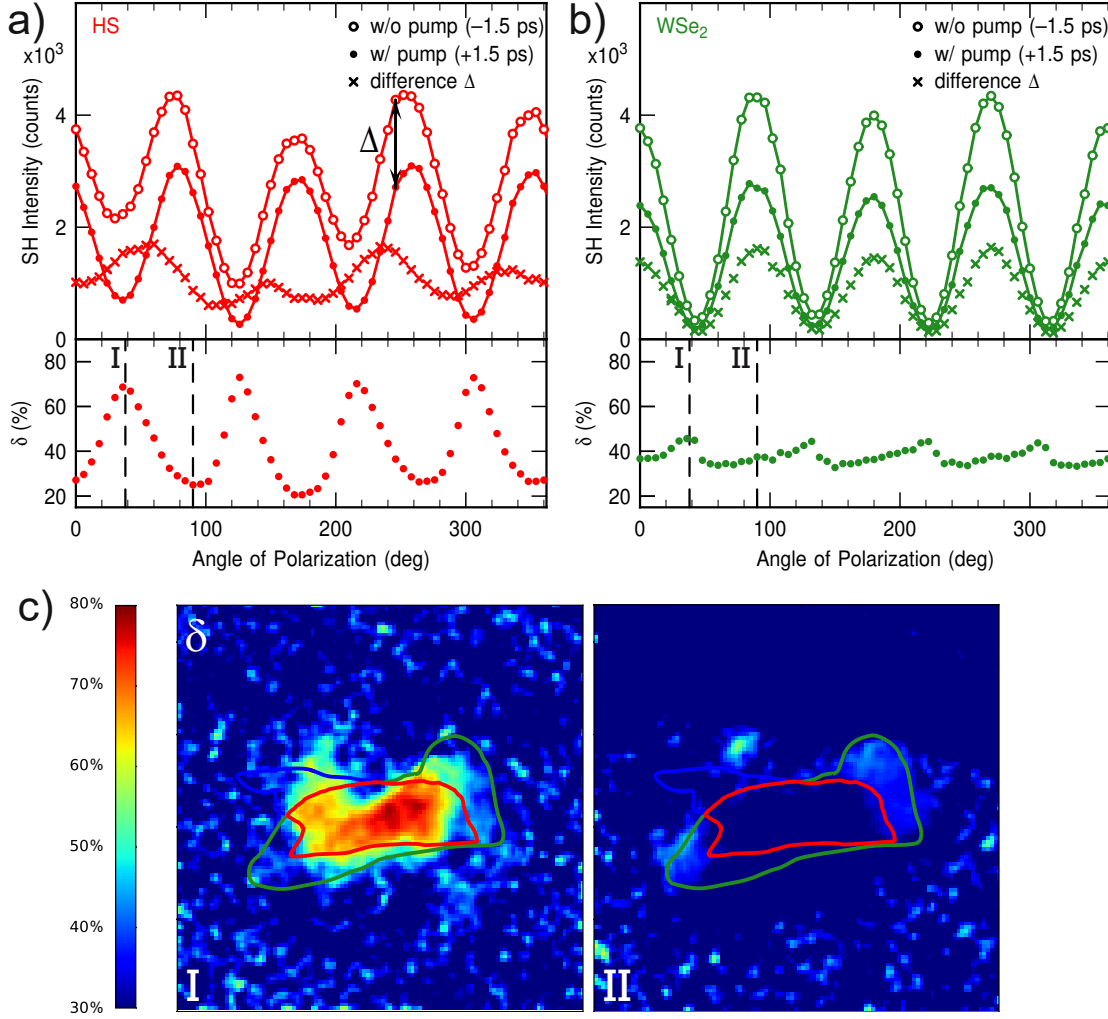 a)
HS
x10³
w/o pump (−1.5 ps)
w/ pump (+1.5 ps)
difference Δ
Δ
SH Intensity (counts)
4
2
0
I
II
δ (%)
80
60
40
20
0
100
200
300
Angle of Polarization (deg)
b)
WSe₂
x10³
w/o pump (−1.5 ps)
w/ pump (+1.5 ps)
difference Δ
SH Intensity (counts)
4
2
0
I
II
δ (%)
80
60
40
20
0
100
200
300
Angle of Polarization (deg)
c)
80%
70%
60%
50%
40%
30%
δ
I
II